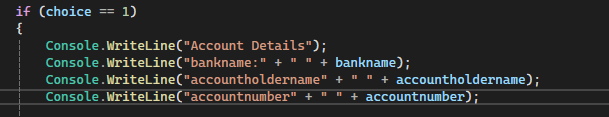 if (choice == 1)
{
Console.WriteLine("Account Details");
Console.WriteLine("bankname:" + " " + bankname);
Console.WriteLine("accountholdername" + " " + accountholdername);
Console.WriteLine("accountnumber" + " " + accountnumber);